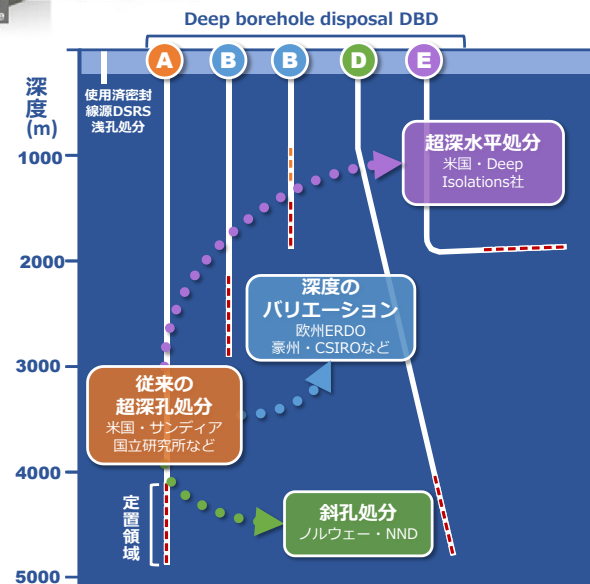 Deep borehole disposal DBD
A
B
B
D
E
深度
(m)
使用済密封
線源DSRS
浅孔処分
1000
2000
3000
4000
5000
超深水平処分
米国・Deep
Isolations社
深度の
バリエーション
欧州ERDO
豪州・CSIROなど
従来の
超深孔処分
米国・サンディア
国立研究所など
定置領域
斜孔処分
ノルウェー・NND